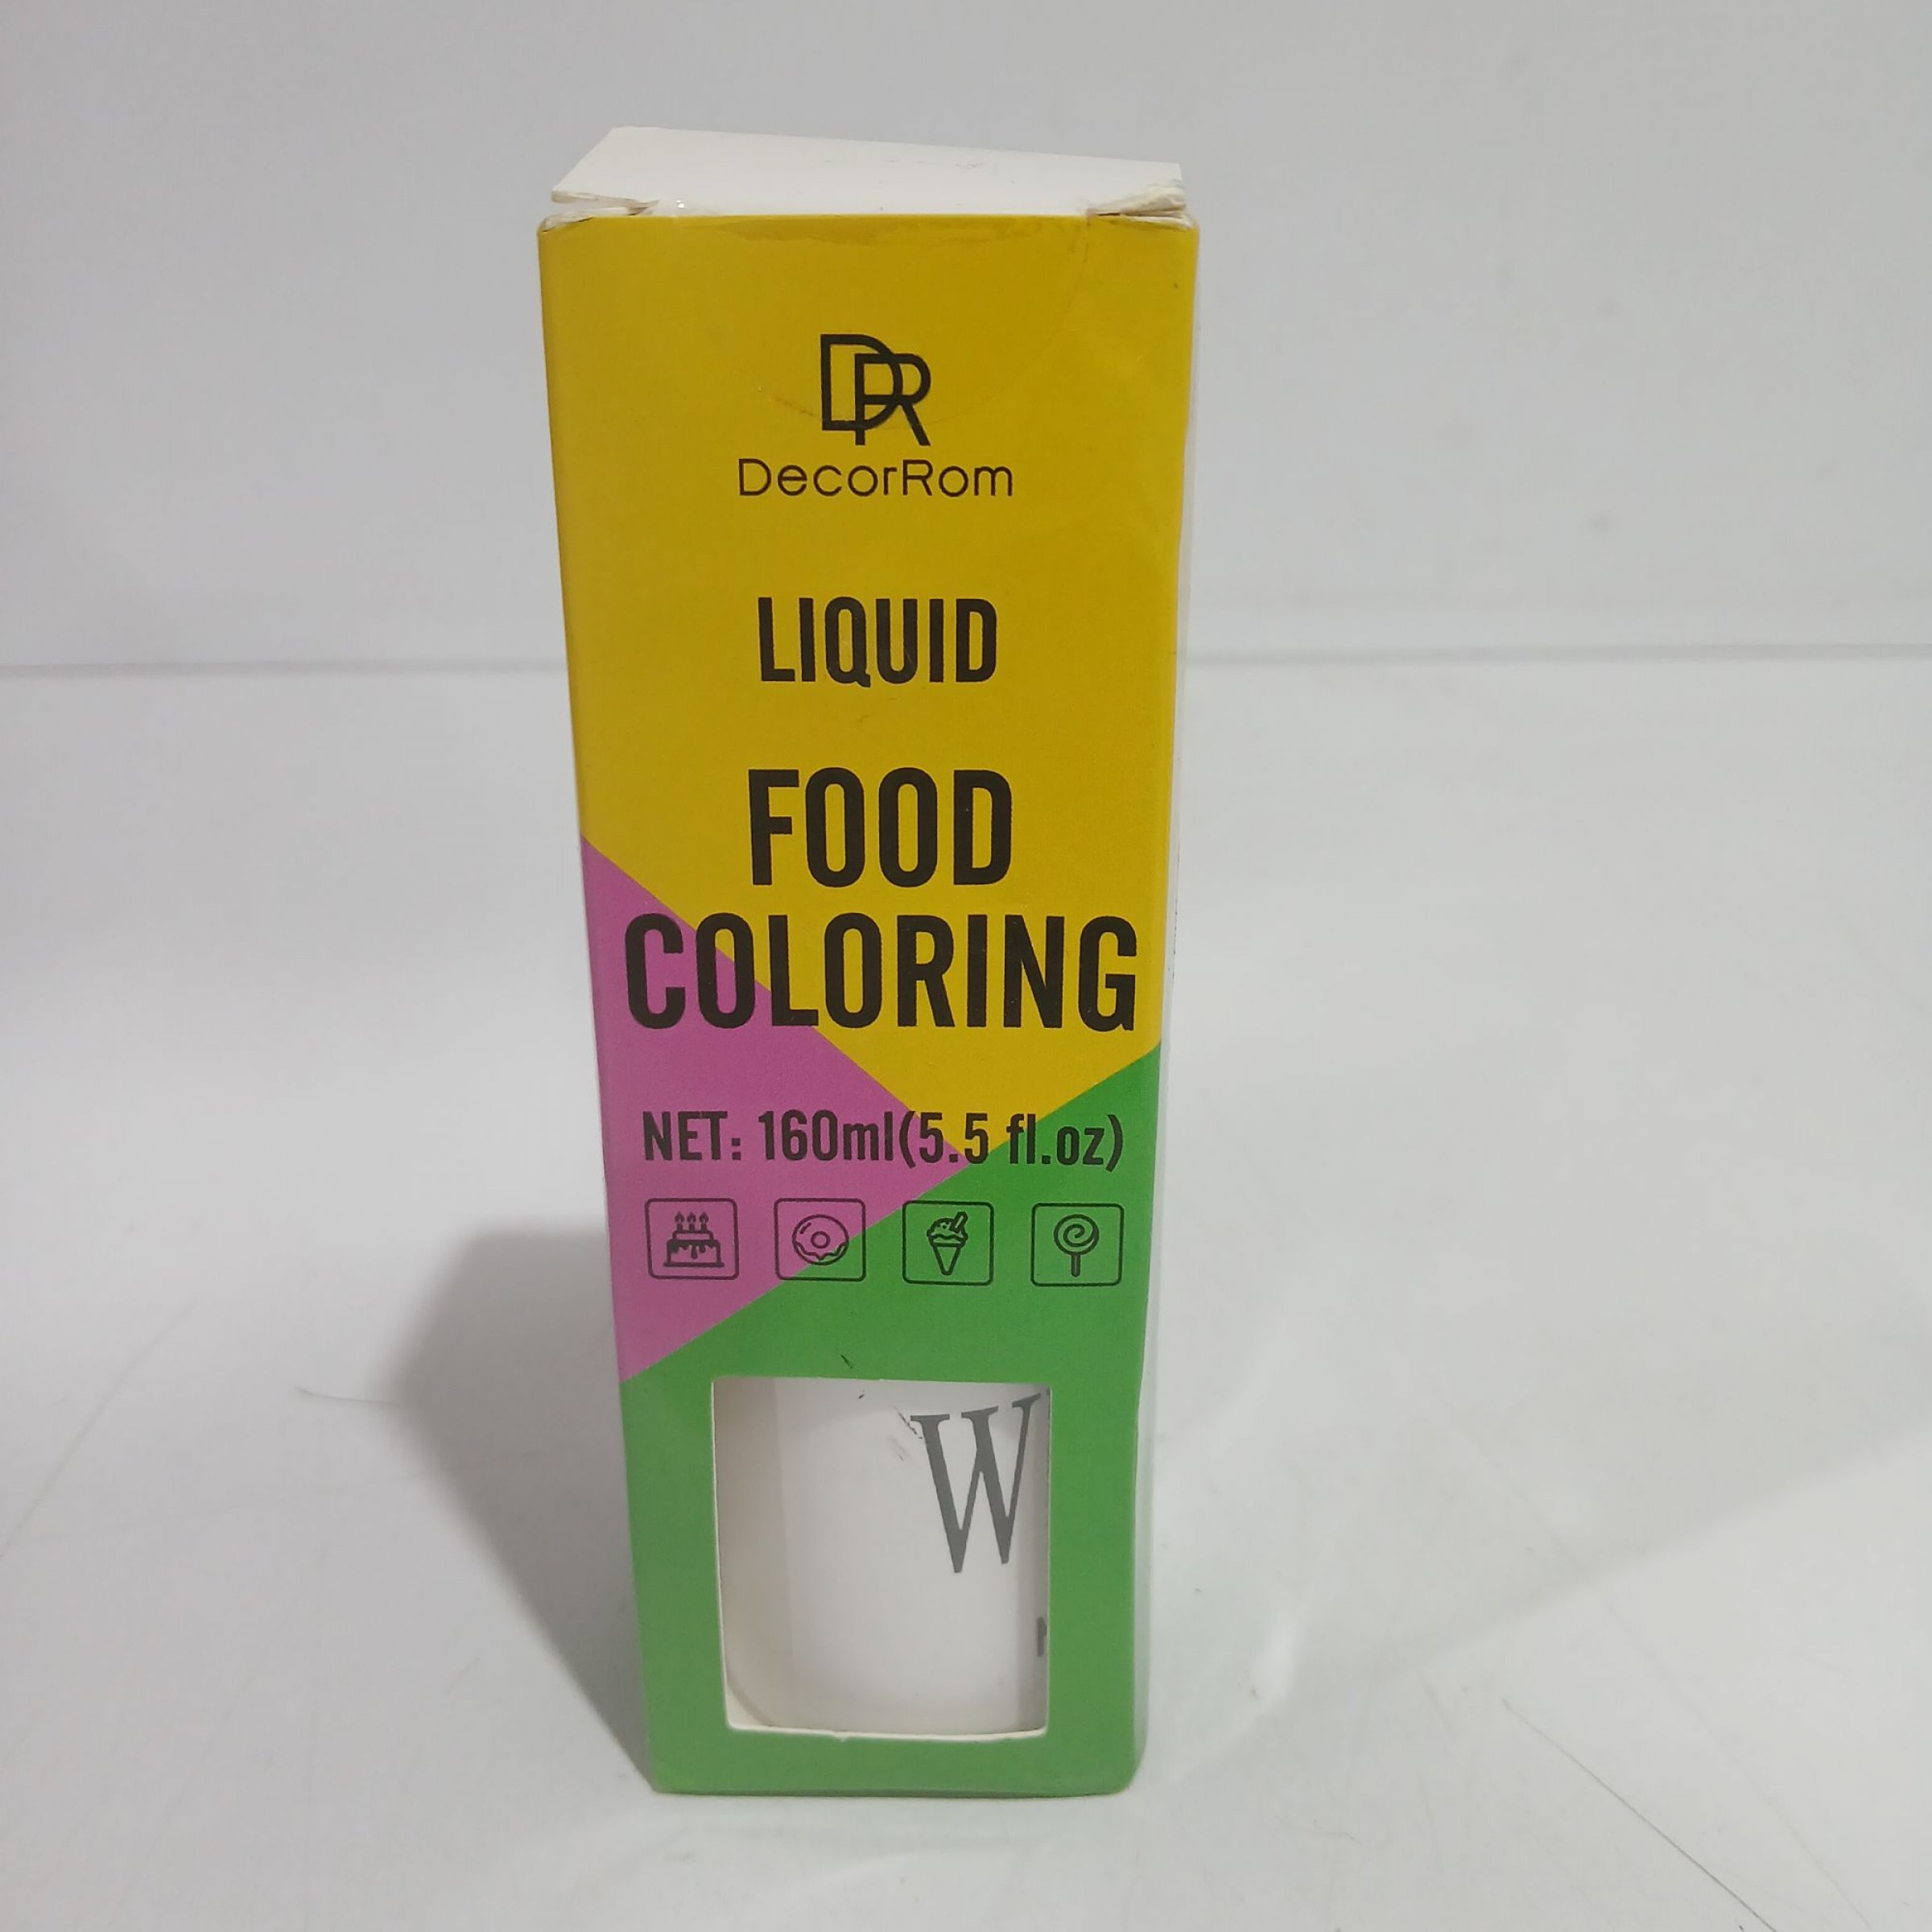 DR
DecorRom
LIQUID
FOOD
COLORING
NET: 160ml(5.5 fl.oz)
W